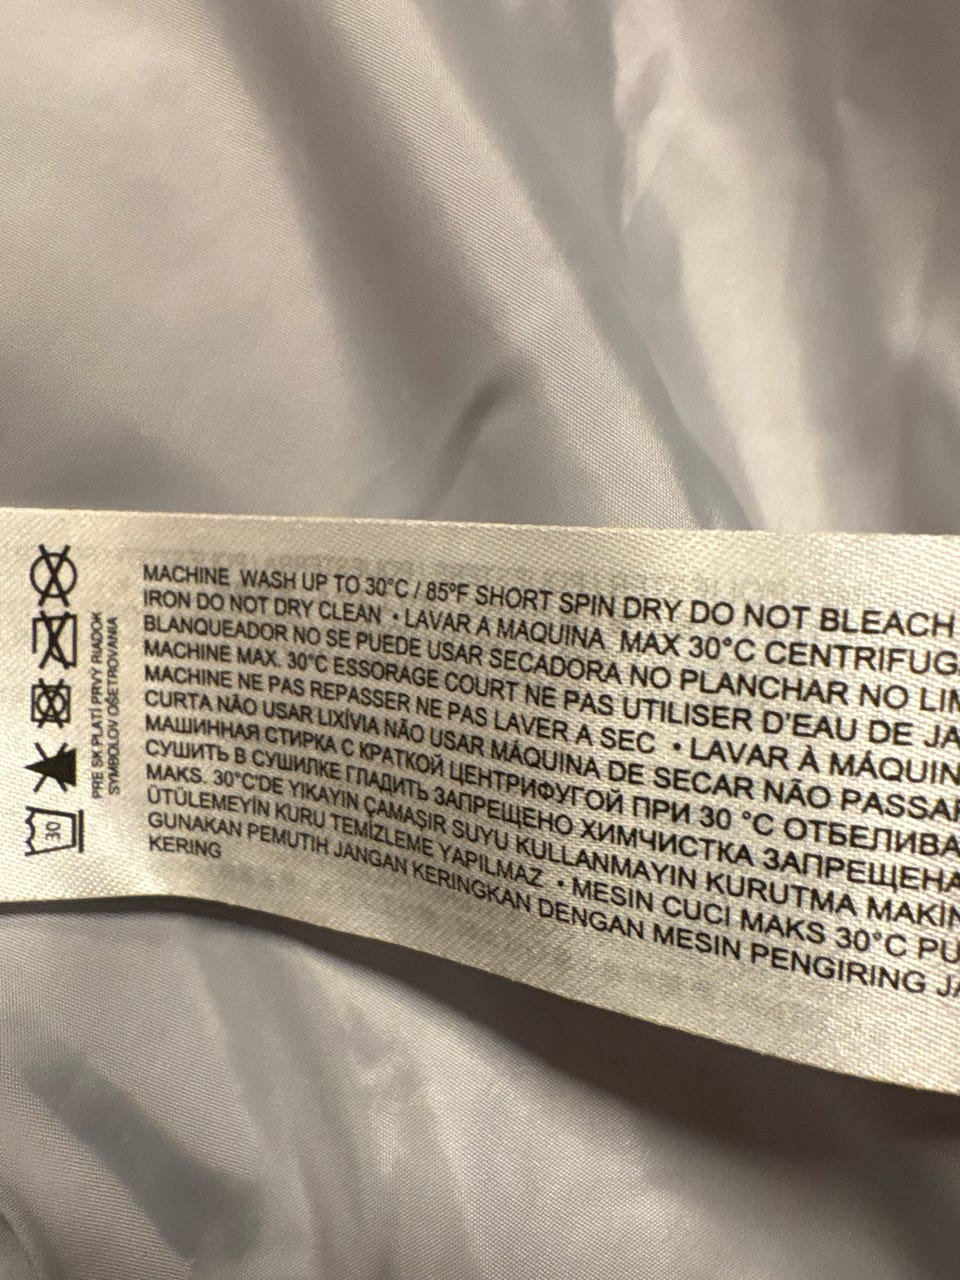 PRE SK PLATÍ PRVÝ RIADOK
SYMBOLOV OŠETROVANIA
30
MACHINE WASH UP TO 30°C / 85°F SHORT SPIN DRY DO NOT BLEACH
IRON DO NOT DRY CLEAN • LAVAR A MAQUINA MAX 30°C CENTRIFUG
BLANQUEADOR NO SE PUEDE USAR SECADORA NO PLANCHAR NO LIM
MACHINE MAX. 30°C ESSORAGE COURT NE PAS UTILISER D'EAU DE JA
MACHINE NE PAS REPASSER NE PAS LAVER A SEC • LAVAR À MÁQUIN
CURTA NÃO USAR LIXÍVIA NÃO USAR MÁQUINA DE SECAR NÃO PASSAR
МАШИННАЯ СТИРКА С КРАТКОЙ ЦЕНТРИФУГОЙ ПРИ 30 °C ОТБЕЛИВА
СУШИТЬ В СУШИЛКЕ ГЛАДИТЬ ЗАПРЕЩЕНО ХИМЧИСТКА ЗАПРЕЩЕНА
MAKS. 30°C'DE YIKAYIN ÇAMAŞIR SUYU KULLANMAYIN KURUTMA MAKİN
ÜTÜLEMEYİN KURU TEMİZLEME YAPILMAZ • MESIN CUCI MAKS 30°C PU
GUNAKAN PEMUTIH JANGAN KERINGKAN DENGAN MESIN PENGIRING JA
KERING